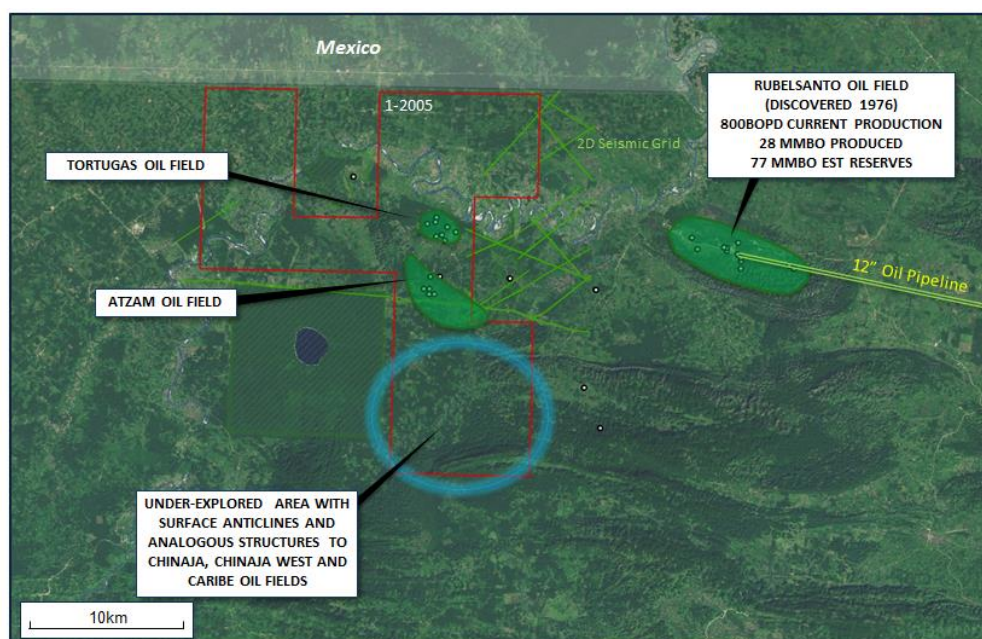 Mexico
1-2005
RUBELSANTO OIL FIELD
(DISCOVERED 1976)
800BOPD CURRENT PRODUCTION
28 MMBO PRODUCED
77 MMBO EST RESERVES
2D Seismic Grid
TORTUGAS OIL FIELD
12" Oil Pipeline
ATZAM OIL FIELD
UNDER-EXPLORED AREA WITH
SURFACE ANTICLINES AND
ANALOGOUS STRUCTURES TO
CHINAJA, CHINAJA WEST AND
CARIBE OIL FIELDS
10km